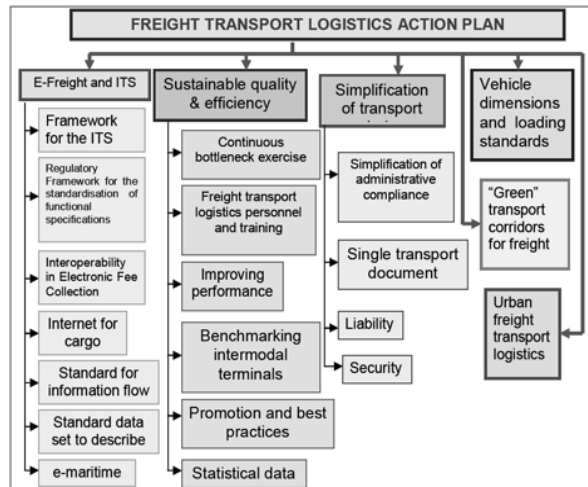 FREIGHT TRANSPORT LOGISTICS ACTION PLAN
E-Freight and ITS
Framework
for the ITS
Regulatory
Framework for the
standardisation of
functional
specifications
Interoperability
in Electronic Fee
Collection
Internet for
cargo
Standard for
information flow
Standard data
set to describe
e-maritime
Sustainable quality
& efficiency
Continuous
bottleneck exercise
Freight transport
logistics personnel
and training
Improving
performance
Benchmarking
intermodal
terminals
Promotion and best
practices
Statistical data
Simplification
of transport
Simplification of
administrative
compliance
Single transport
document
Liability
Security
Vehicle
dimensions
and loading
standards
“Green”
transport
corridors
for freight
Urban
freight
transport
logistics